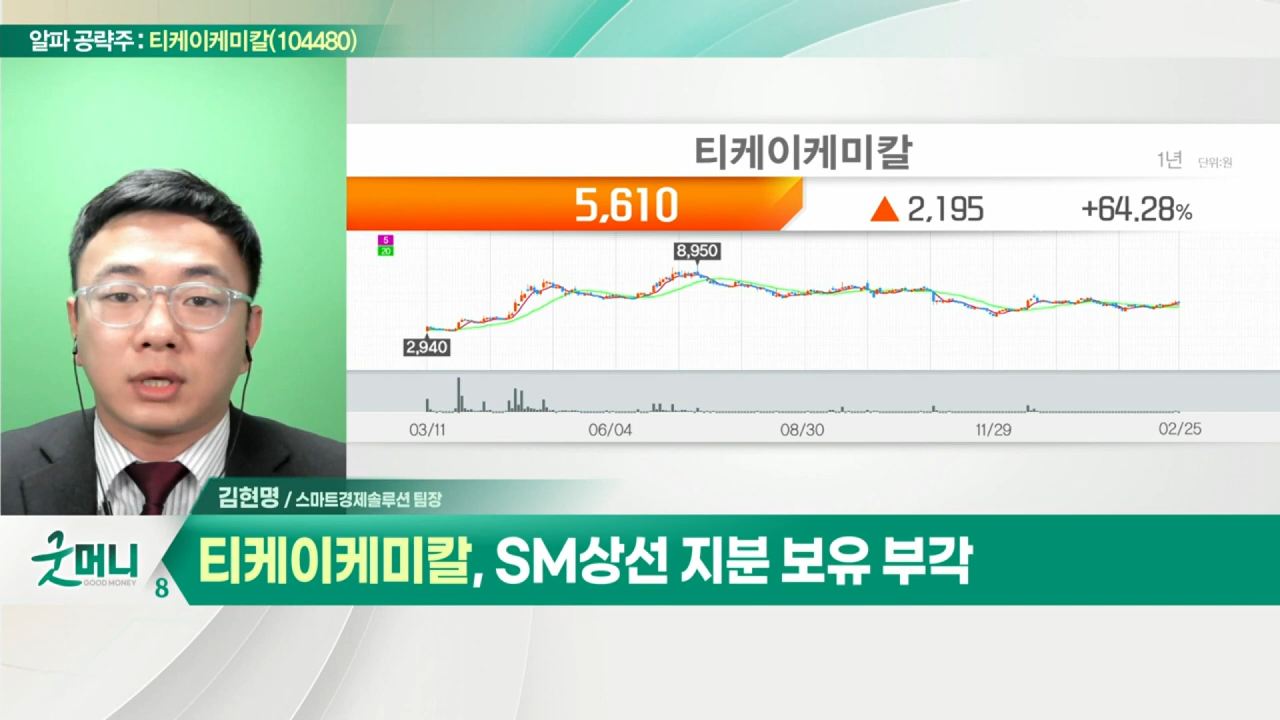 알파 공략주 : 티케이케미칼(104480)
티케이케미칼
1년 단위:원
5,610 ▲ 2,195 +64.28%
5
20
8,950
2,940
03/11 06/04 08/30 11/29 02/25
김현명 / 스마트경제솔루션 팀장
굿머니
GOOD MONEY
8
티케이케미칼, SM상선 지분 보유 부각